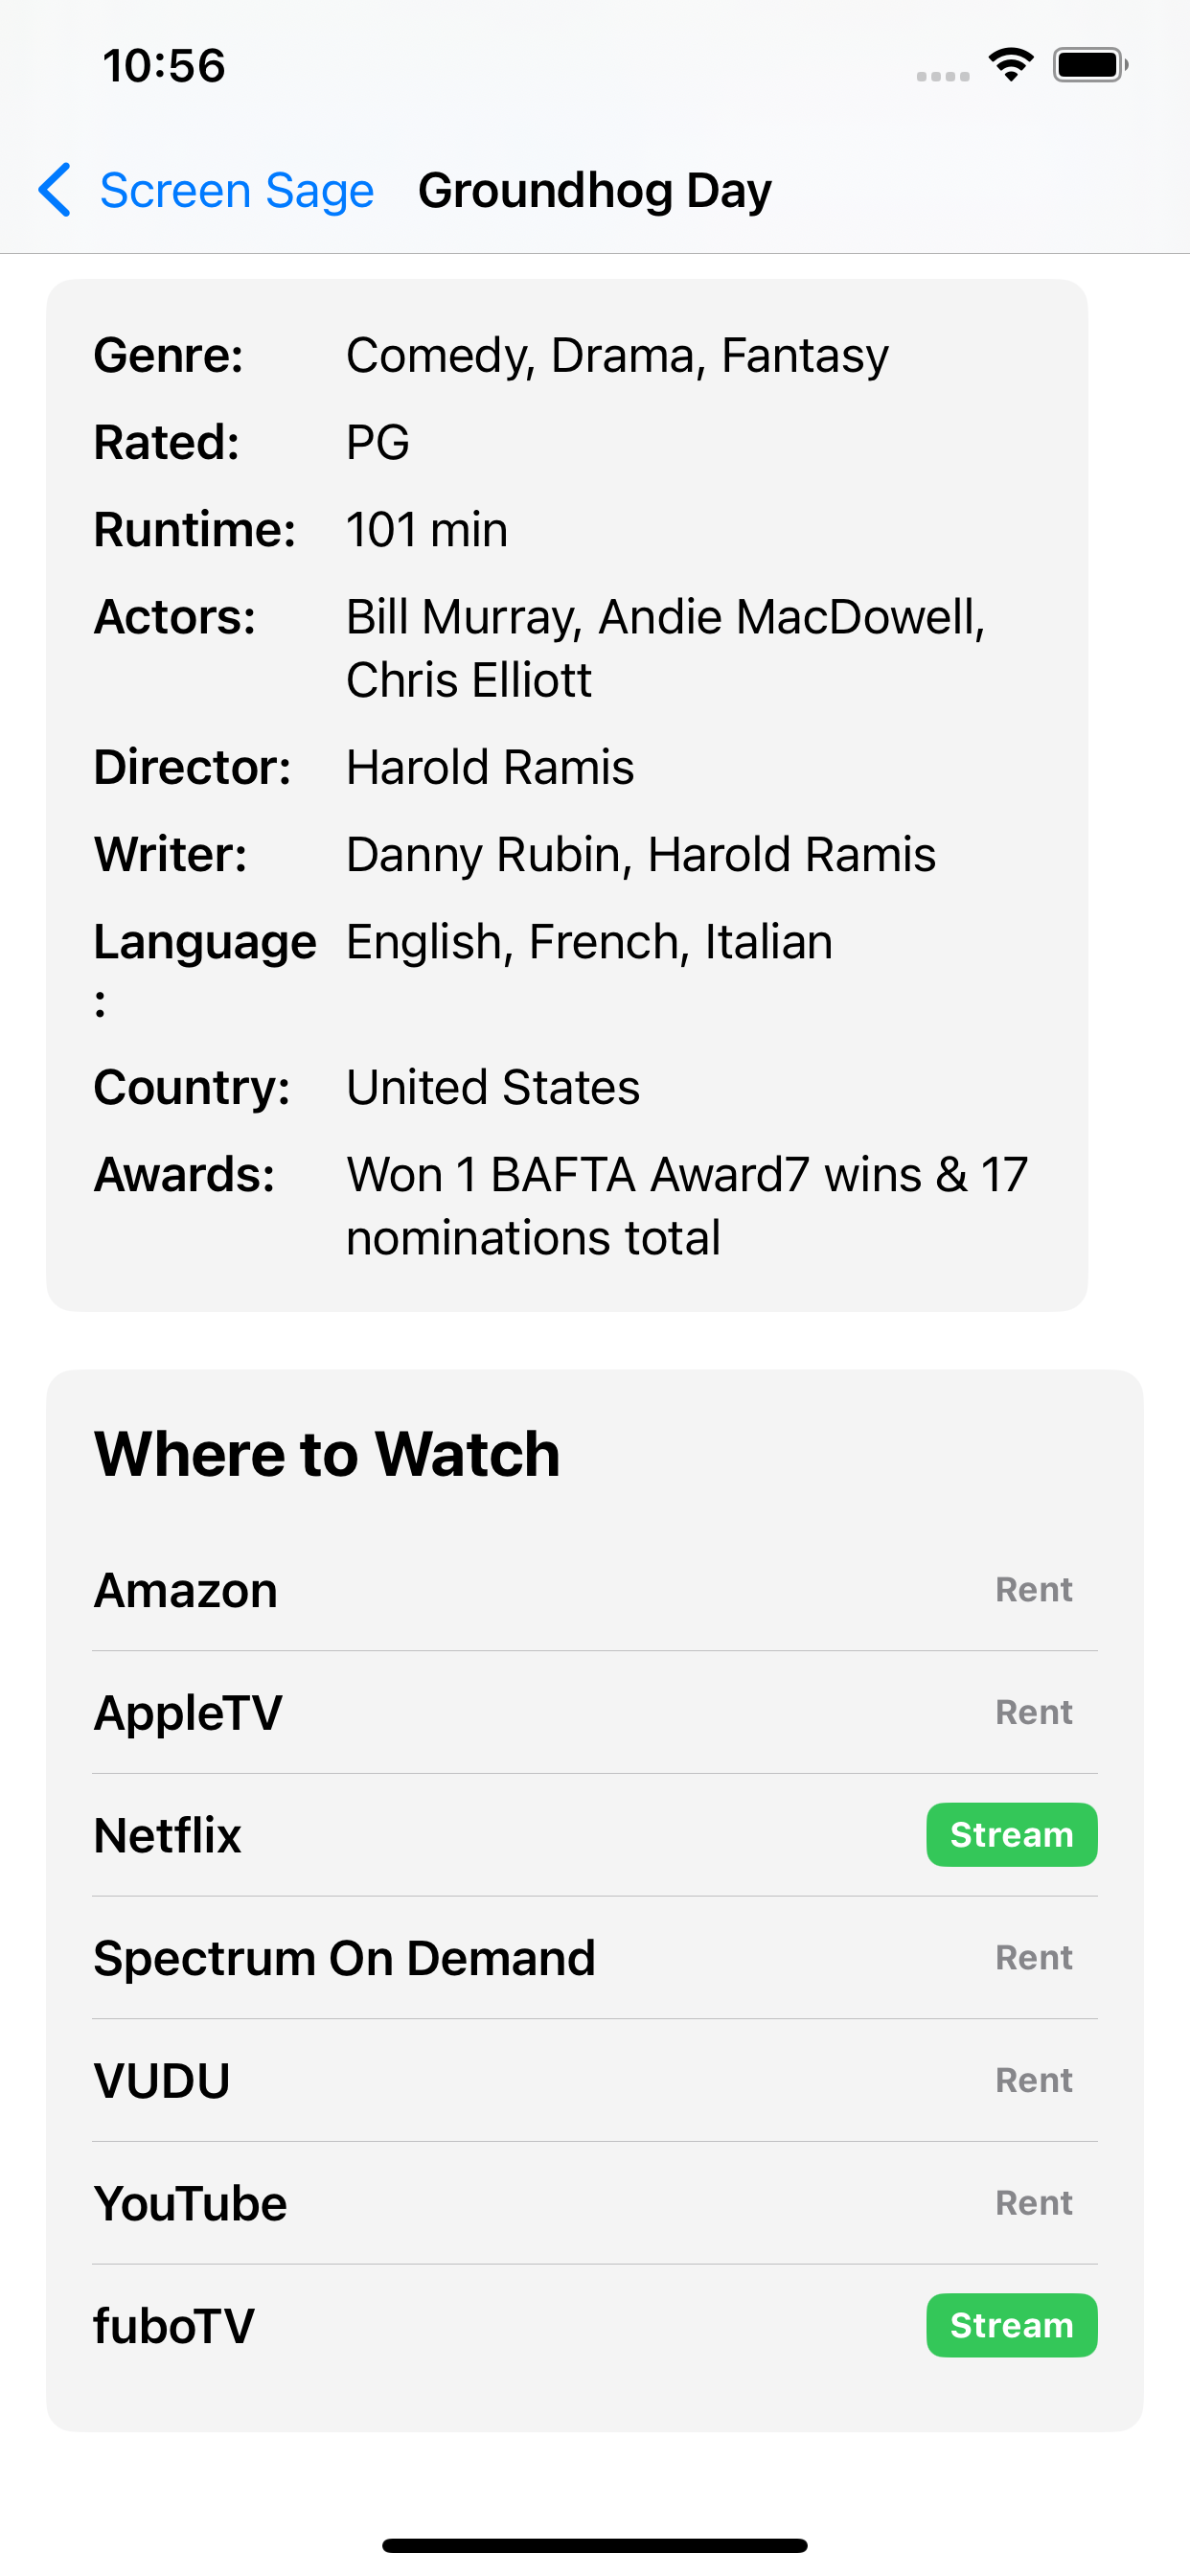 10:56
Screen Sage Groundhog Day
Genre: Comedy, Drama, Fantasy
Rated: PG
Runtime: 101 min
Actors: Bill Murray, Andie MacDowell,
Chris Elliott
Director: Harold Ramis
Writer: Danny Rubin, Harold Ramis
Language English, French, Italian
:
Country: United States
Awards: Won 1 BAFTA Award7 wins & 17
nominations total
Where to Watch
Amazon Rent
AppleTV Rent
Netflix Stream
Spectrum On Demand Rent
VUDU Rent
YouTube Rent
fuboTV Stream